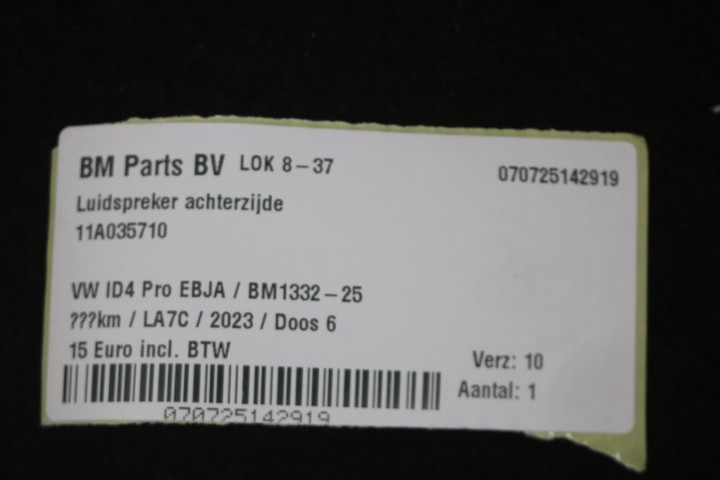 BM Parts BV LOK 8-37
070725142919
Luidspreker achterzijde
11A035710
VW ID4 Pro EBJA / BM1332-25
???km / LA7C / 2023 / Doos 6
15 Euro incl. BTW
Verz: 10
Aantal: 1
070725142919